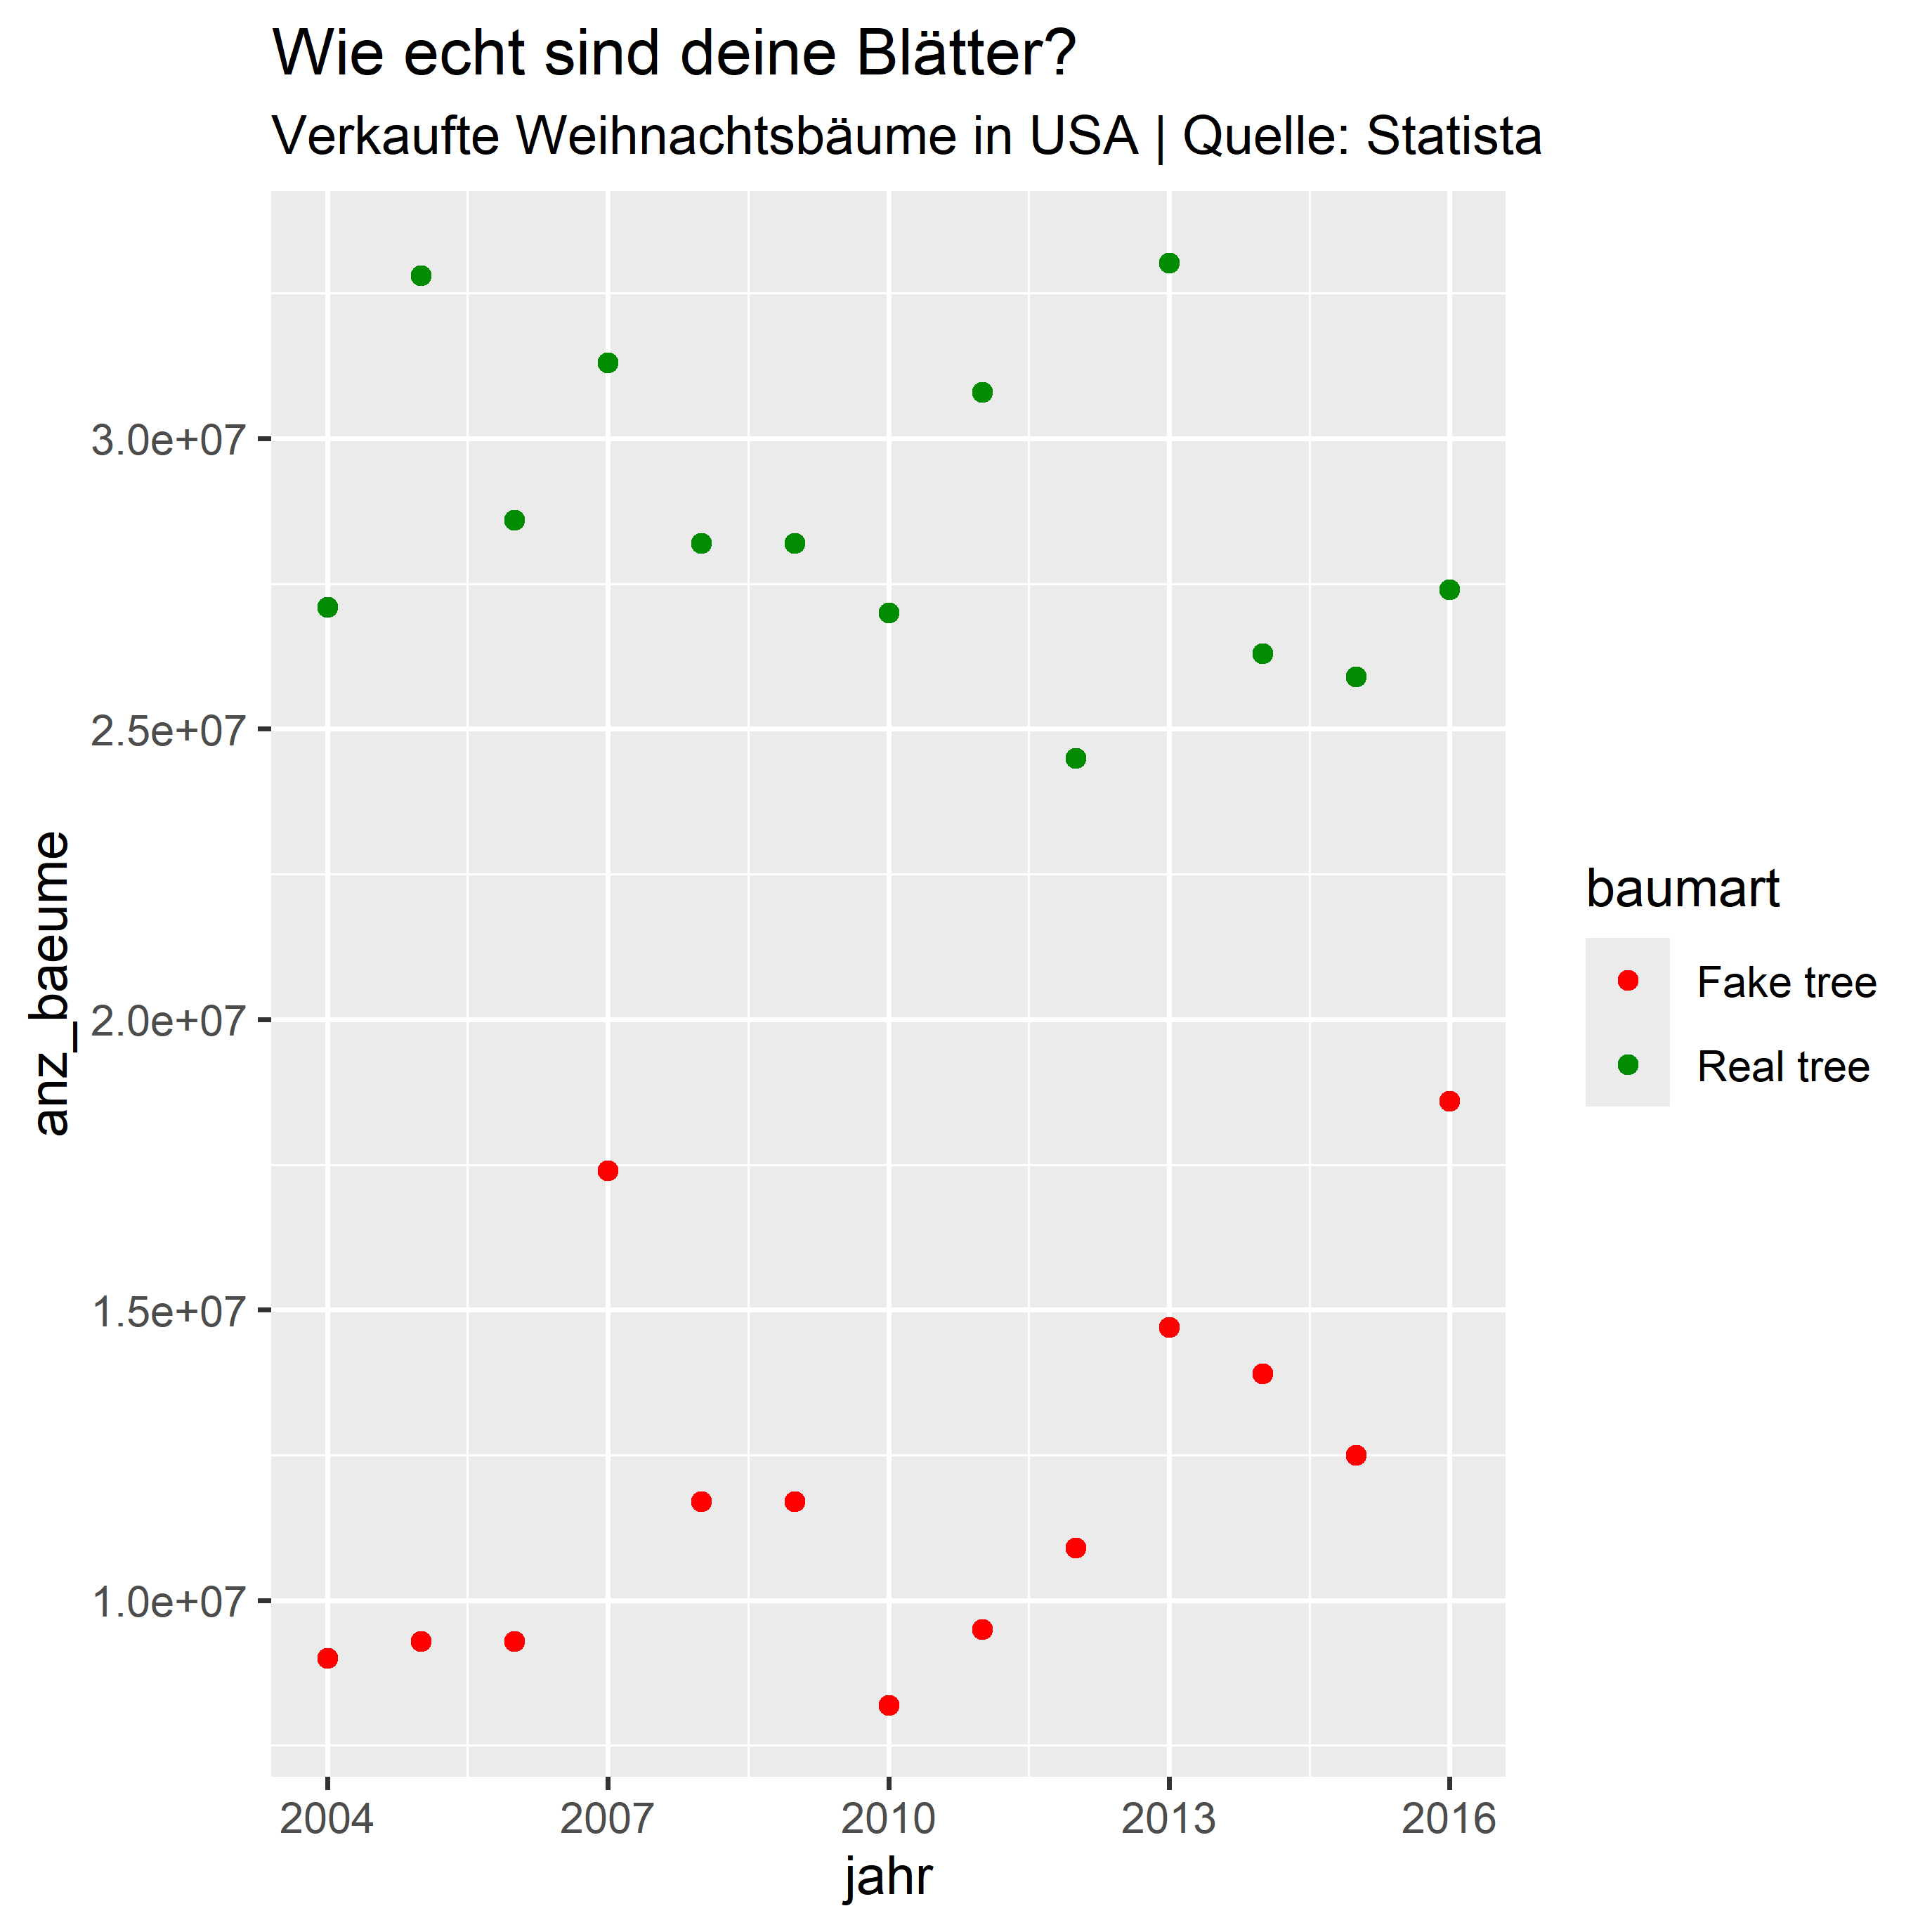 Wie echt sind deine Blätter?
Verkaufte Weihnachtsbäume in USA | Quelle: Statista
anz_baeume
3.0e+07
2.5e+07
2.0e+07
1.5e+07
1.0e+07
2004 2007 2010 2013 2016
jahr
baumart
Fake tree
Real tree